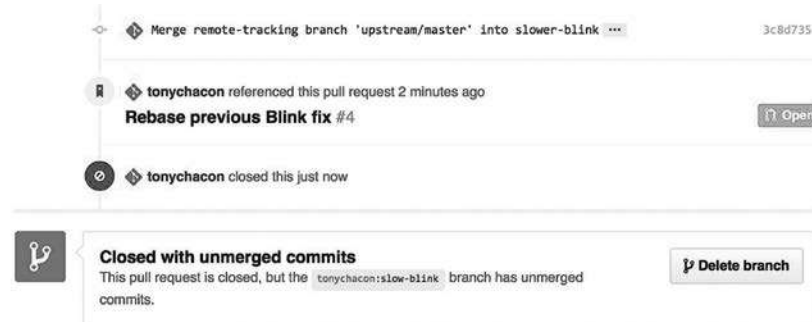 Merge remote-tracking branch 'upstream/master' into slower-blink ... 3c8d735
tonychacon referenced this pull request 2 minutes ago
Rebase previous Blink fix #4 Open
tonychacon closed this just now
Closed with unmerged commits
This pull request is closed, but the tonychacon:slow-blink branch has unmerged
commits.
Delete branch